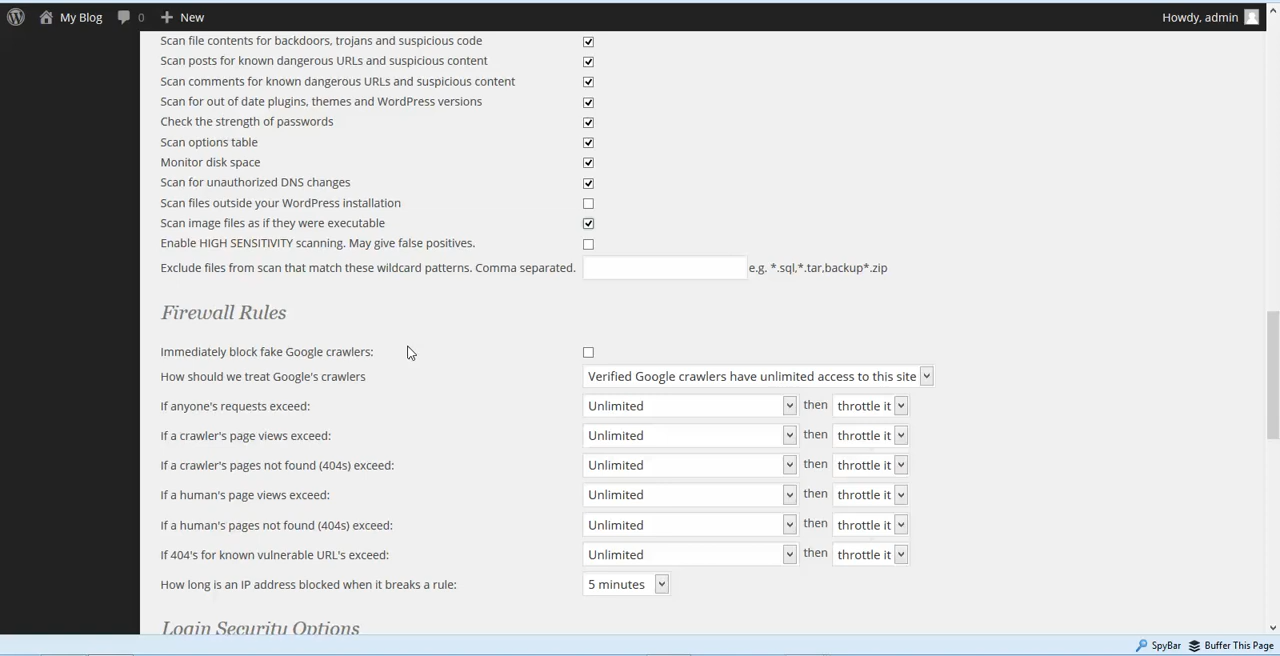 My Blog 0 New Howdy, admin
Scan file contents for backdoors, trojans and suspicious code
Scan posts for known dangerous URLs and suspicious content
Scan comments for known dangerous URLs and suspicious content
Scan for out of date plugins, themes and WordPress versions
Check the strength of passwords
Scan options table
Monitor disk space
Scan for unauthorized DNS changes
Scan files outside your WordPress installation
Scan image files as if they were executable
Enable HIGH SENSITIVITY scanning. May give false positives.
Exclude files from scan that match these wildcard patterns. Comma separated. e.g. *.sql,*.tar,backup*.zip
Firewall Rules
Immediately block fake Google crawlers:
How should we treat Google's crawlers Verified Google crawlers have unlimited access to this site
If anyone's requests exceed: Unlimited then throttle it
If a crawler's page views exceed: Unlimited then throttle it
If a crawler's pages not found (404s) exceed: Unlimited then throttle it
If a human's page views exceed: Unlimited then throttle it
If a human's pages not found (404s) exceed: Unlimited then throttle it
If 404's for known vulnerable URL's exceed: Unlimited then throttle it
How long is an IP address blocked when it breaks a rule: 5 minutes
Login Security Options
SpyBar Buffer This Page